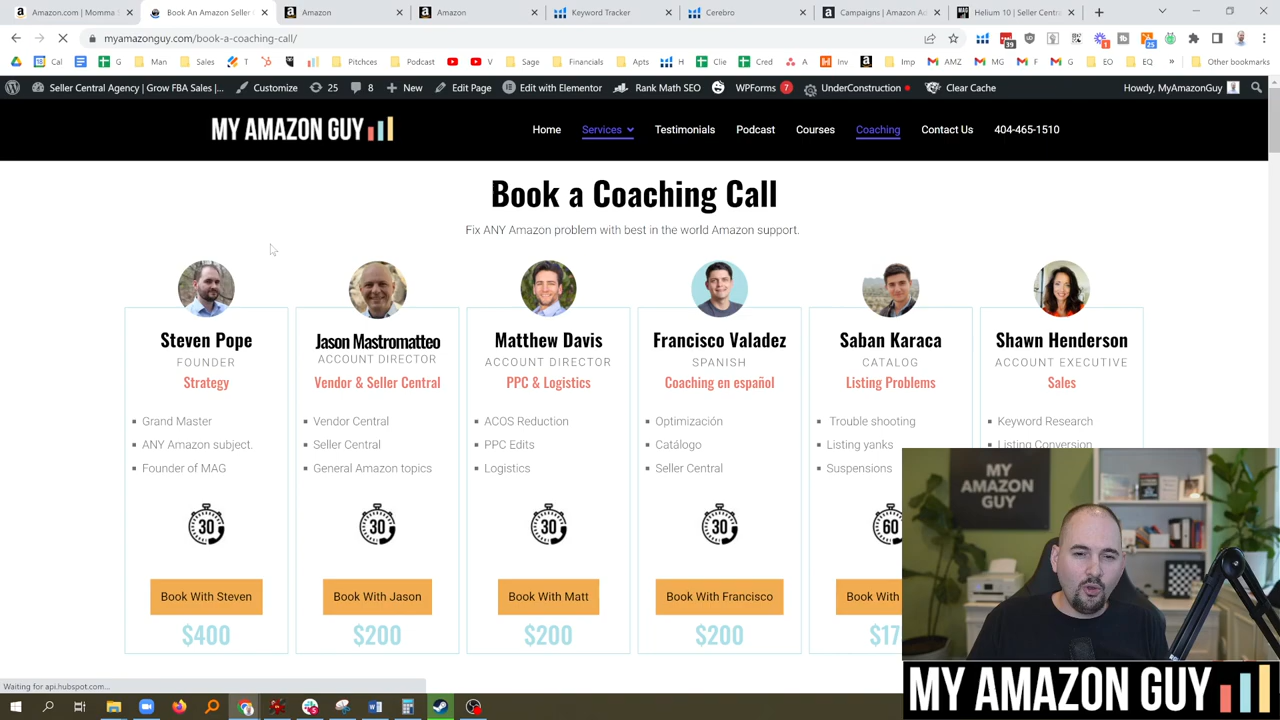 Amazon.com | Momma S
Book An Amazon Seller C
Amazon
Amazon
Keyword Tracker
Cerebro
Campaigns | Amazon Ad
Helium 10 | Seller Centra
myamazonguy.com/book-a-coaching-call/
Cal
G
Man
Sales
T
Pitchces
Podcast
V
Sage
Financials
Apts
H
Clie
Cred
A
Inv
Imp
AMZ
MG
F
G
EO
EQ
Other bookmarks
Seller Central Agency | Grow FBA Sales |...
Customize
25
8
New
Edit Page
Edit with Elementor
Rank Math SEO
WPForms 7
UnderConstruction
Clear Cache
Howdy, MyAmazonGuy
MY AMAZON GUY
Home
Services
Testimonials
Podcast
Courses
Coaching
Contact Us
404-465-1510
Book a Coaching Call
Fix ANY Amazon problem with best in the world Amazon support.
Steven Pope
FOUNDER
Strategy
Grand Master
ANY Amazon subject.
Founder of MAG
30
Book With Steven
$400
Jason Mastromatteo
ACCOUNT DIRECTOR
Vendor & Seller Central
Vendor Central
Seller Central
General Amazon topics
30
Book With Jason
$200
Matthew Davis
ACCOUNT DIRECTOR
PPC & Logistics
ACOS Reduction
PPC Edits
Logistics
30
Book With Matt
$200
Francisco Valadez
SPANISH
Coaching en español
Optimización
Catálogo
Seller Central
30
Book With Francisco
$200
Saban Karaca
CATALOG
Listing Problems
Trouble shooting
Listing yanks
Suspensions
60
Book With
$17
Shawn Henderson
ACCOUNT EXECUTIVE
Sales
Keyword Research
Listing Conversion
MY
AMAZON
GUY
MY AMAZON GUY
Waiting for api.hubspot.com...